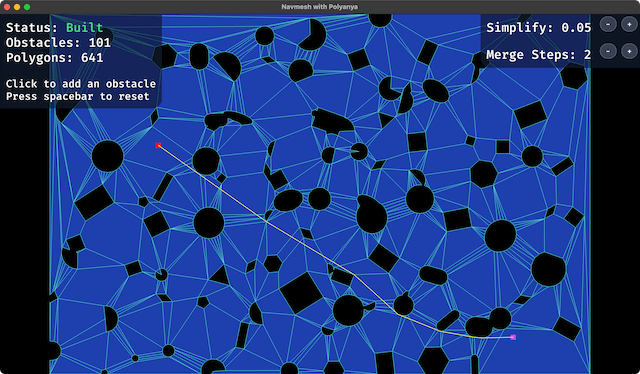 Navmesh with Polyanya
Status: Built
Obstacles: 101
Polygons: 641
Click to add an obstacle
Press spacebar to reset
Simplify: 0.05 - +
Merge Steps: 2 - +